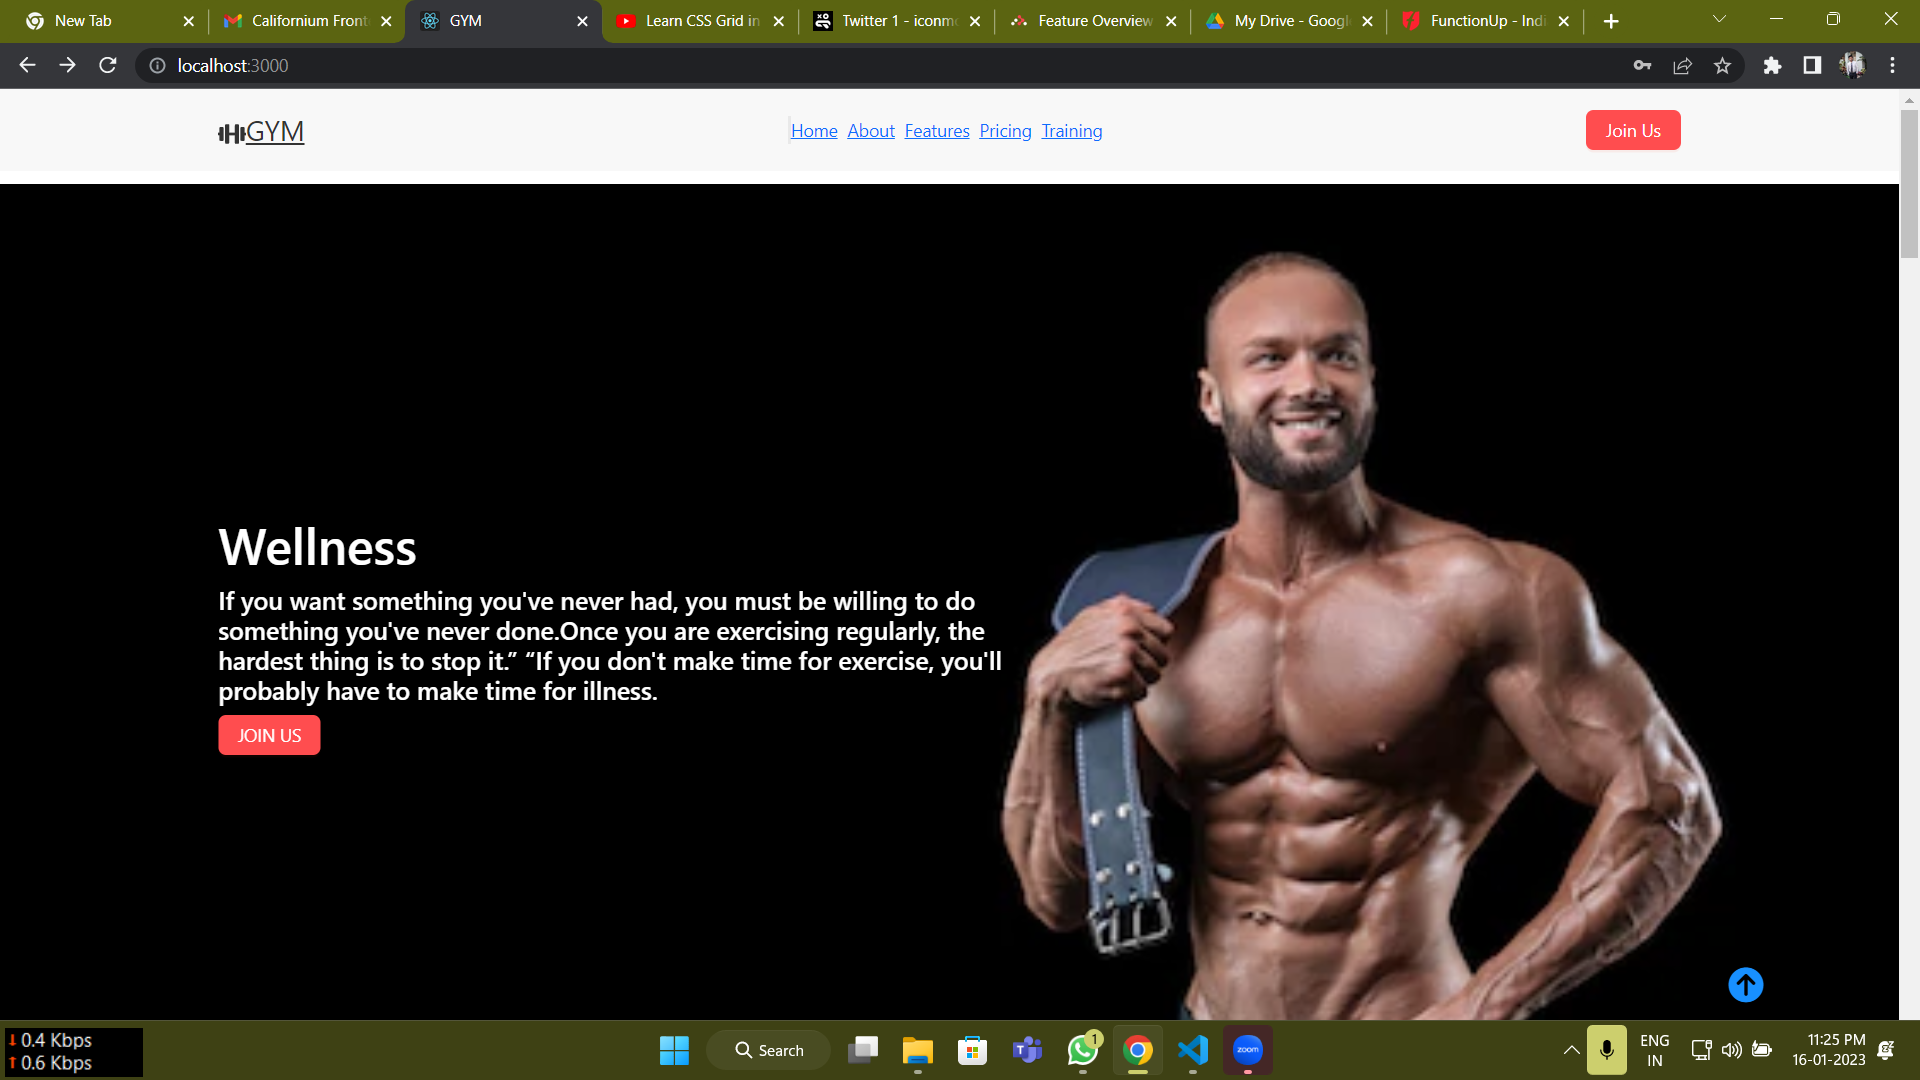 New Tab
Californium Front
GYM
Learn CSS Grid in
Twitter 1 - iconmo
Feature Overview
My Drive - Google
FunctionUp - Indi
localhost:3000
GYM
Home About Features Pricing Training
Join Us
Wellness
If you want something you've never had, you must be willing to do
something you've never done.Once you are exercising regularly, the
hardest thing is to stop it.” “If you don't make time for exercise, you'll
probably have to make time for illness.
JOIN US
0.4 Kbps
0.6 Kbps
Search
1
zoom
ENG
IN
11:25 PM
16-01-2023